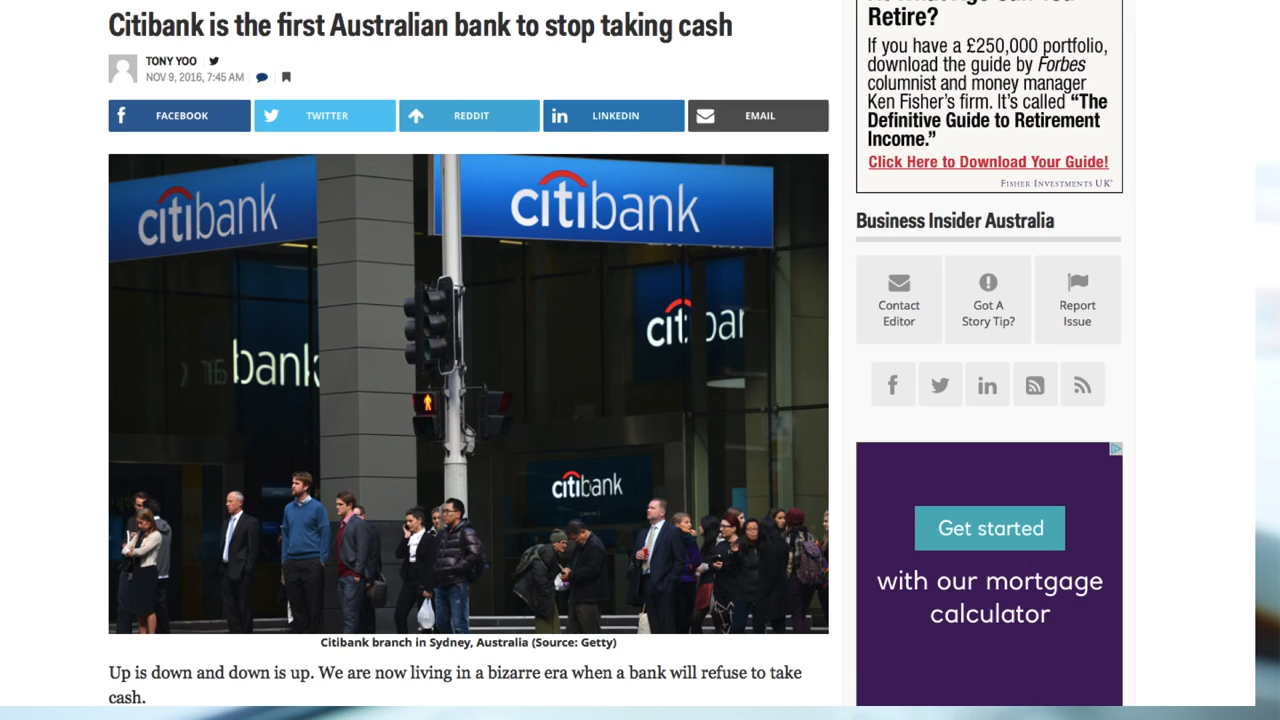 Citibank is the first Australian bank to stop taking cash
TONY YOO
NOV 9, 2016, 7:45 AM
FACEBOOK
TWITTER
REDDIT
LINKEDIN
EMAIL
citibank
citibank
bank
citibank
Citibank branch in Sydney, Australia (Source: Getty)
Up is down and down is up. We are now living in a bizarre era when a bank will refuse to take
cash.
Retire?
If you have a £250,000 portfolio,
download the guide by Forbes
columnist and money manager
Ken Fisher's firm. It's called “The
Definitive Guide to Retirement
Income.”
Click Here to Download Your Guide!
FISHER INVESTMENTS UK
Business Insider Australia
Contact
Editor
Got A
Story Tip?
Report
Issue
Get started
with our mortgage
calculator